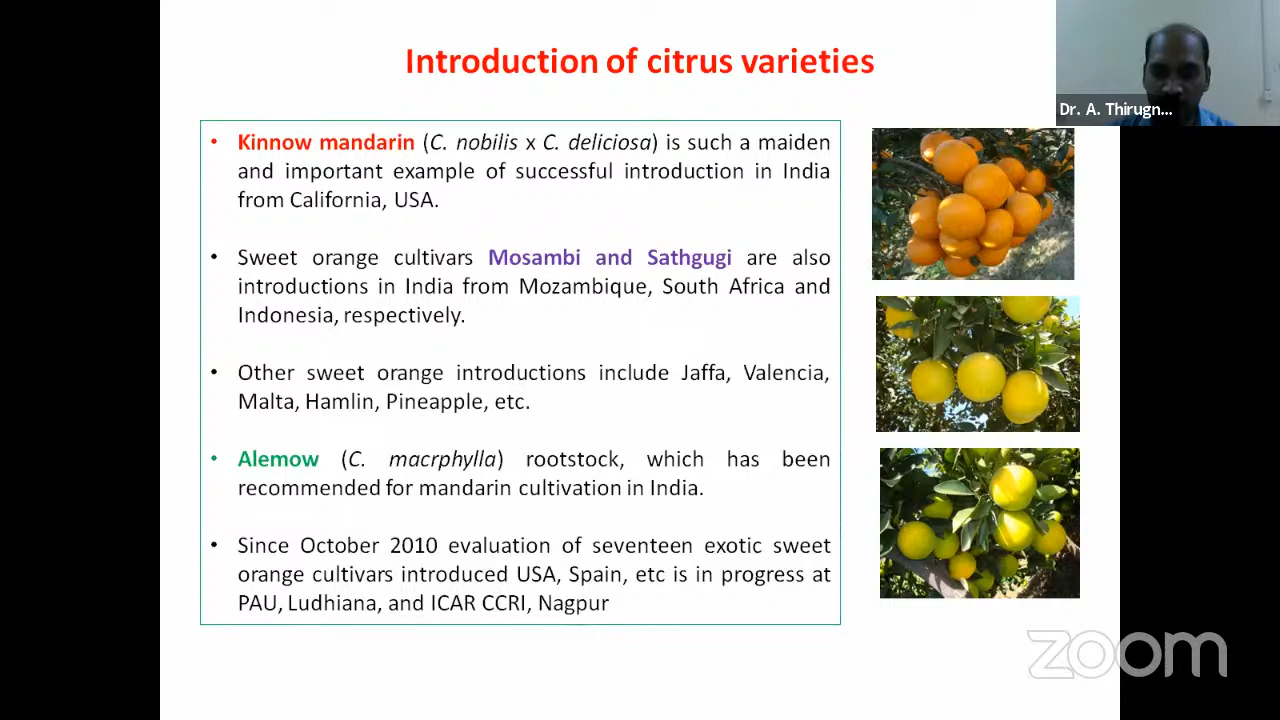 Introduction of citrus varieties
Dr. A. Thirugn...
• Kinnow mandarin (C. nobilis x C. deliciosa) is such a maiden
and important example of successful introduction in India
from California, USA.
• Sweet orange cultivars Mosambi and Sathgugi are also
introductions in India from Mozambique, South Africa and
Indonesia, respectively.
• Other sweet orange introductions include Jaffa, Valencia,
Malta, Hamlin, Pineapple, etc.
• Alemow (C. macrphylla) rootstock, which has been
recommended for mandarin cultivation in India.
• Since October 2010 evaluation of seventeen exotic sweet
orange cultivars introduced USA, Spain, etc is in progress at
PAU, Ludhiana, and ICAR CCRI, Nagpur
zoom